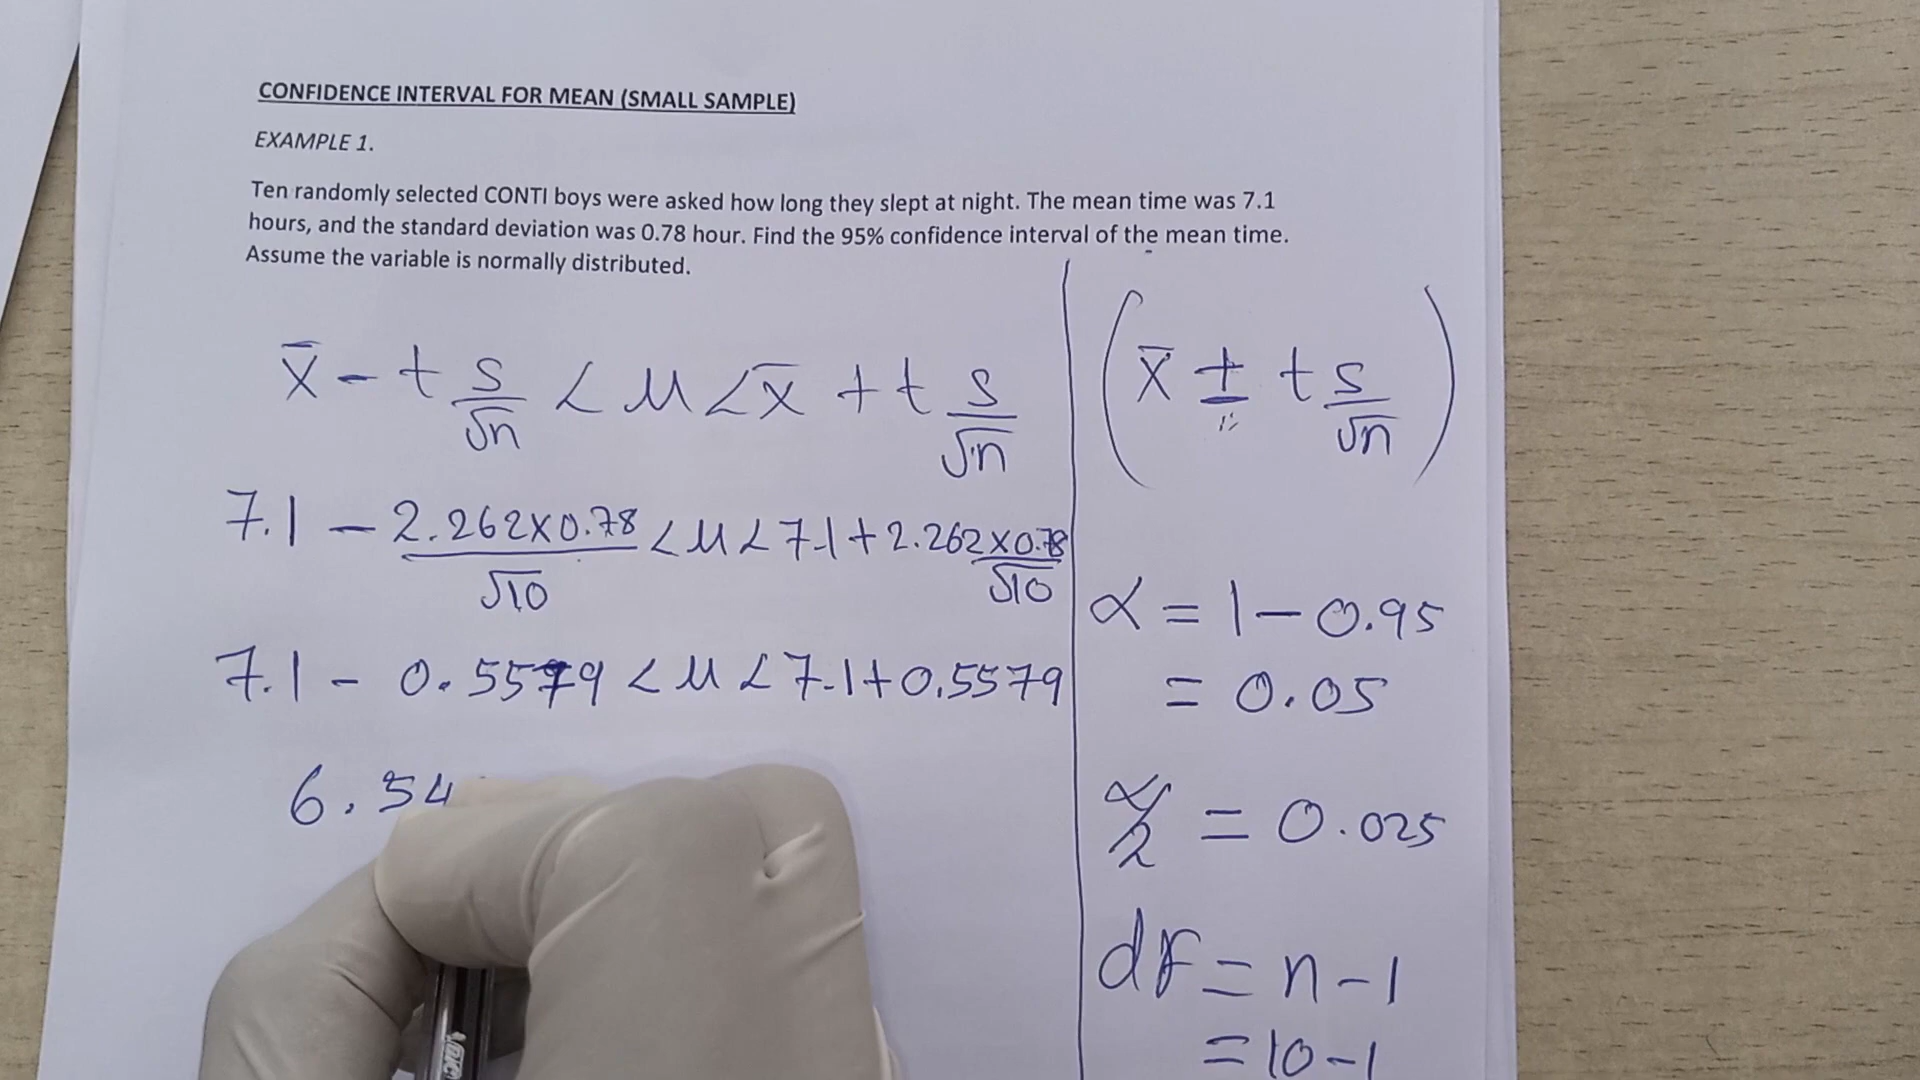 CONFIDENCE INTERVAL FOR MEAN (SMALL SAMPLE)
EXAMPLE 1.
Ten randomly selected CONTI boys were asked how long they slept at night. The mean time was 7.1
hours, and the standard deviation was 0.78 hour. Find the 95% confidence interval of the mean time.
Assume the variable is normally distributed.
x̄ - t s/√n < μ < x̄ + t s/√n
7.1 - 2.262×0.78/√10 < μ < 7.1 + 2.262×0.78/√10
7.1 - 0.5579 < μ < 7.1 + 0.5579
6.54
(x̄ ± t s/√n)
α = 1 - 0.95
= 0.05
α/2 = 0.025
df = n - 1
= 10 - 1